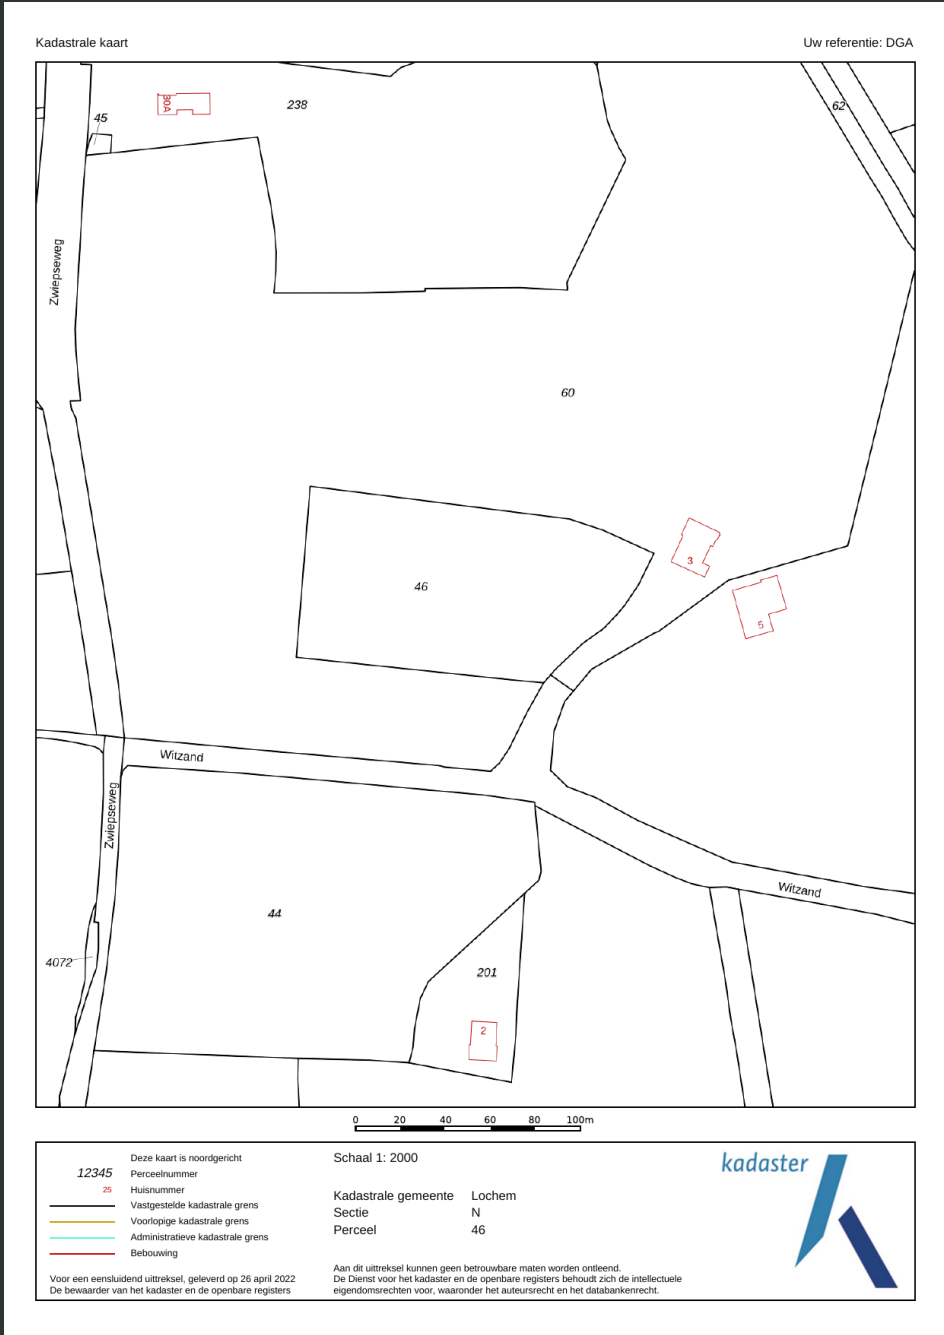 Kadastrale kaart
Uw referentie: DGA
30A
238
45
62
Zwiepseweg
60
3
46
5
Witzand
Zwiepseweg
Witzand
44
4072
201
2
0 20 40 60 80 100m
Deze kaart is noordgericht
12345 Perceelnummer
25 Huisnummer
Vastgestelde kadastrale grens
Voorlopige kadastrale grens
Administratieve kadastrale grens
Bebouwing
Voor een eensluidend uittreksel, geleverd op 26 april 2022
De bewaarder van het kadaster en de openbare registers
Schaal 1: 2000
Kadastrale gemeente Lochem
Sectie N
Perceel 46
Aan dit uittreksel kunnen geen betrouwbare maten worden ontleend.
De Dienst voor het kadaster en de openbare registers behoudt zich de intellectuele
eigendomsrechten voor, waaronder het auteursrecht en het databankenrecht.
kadaster